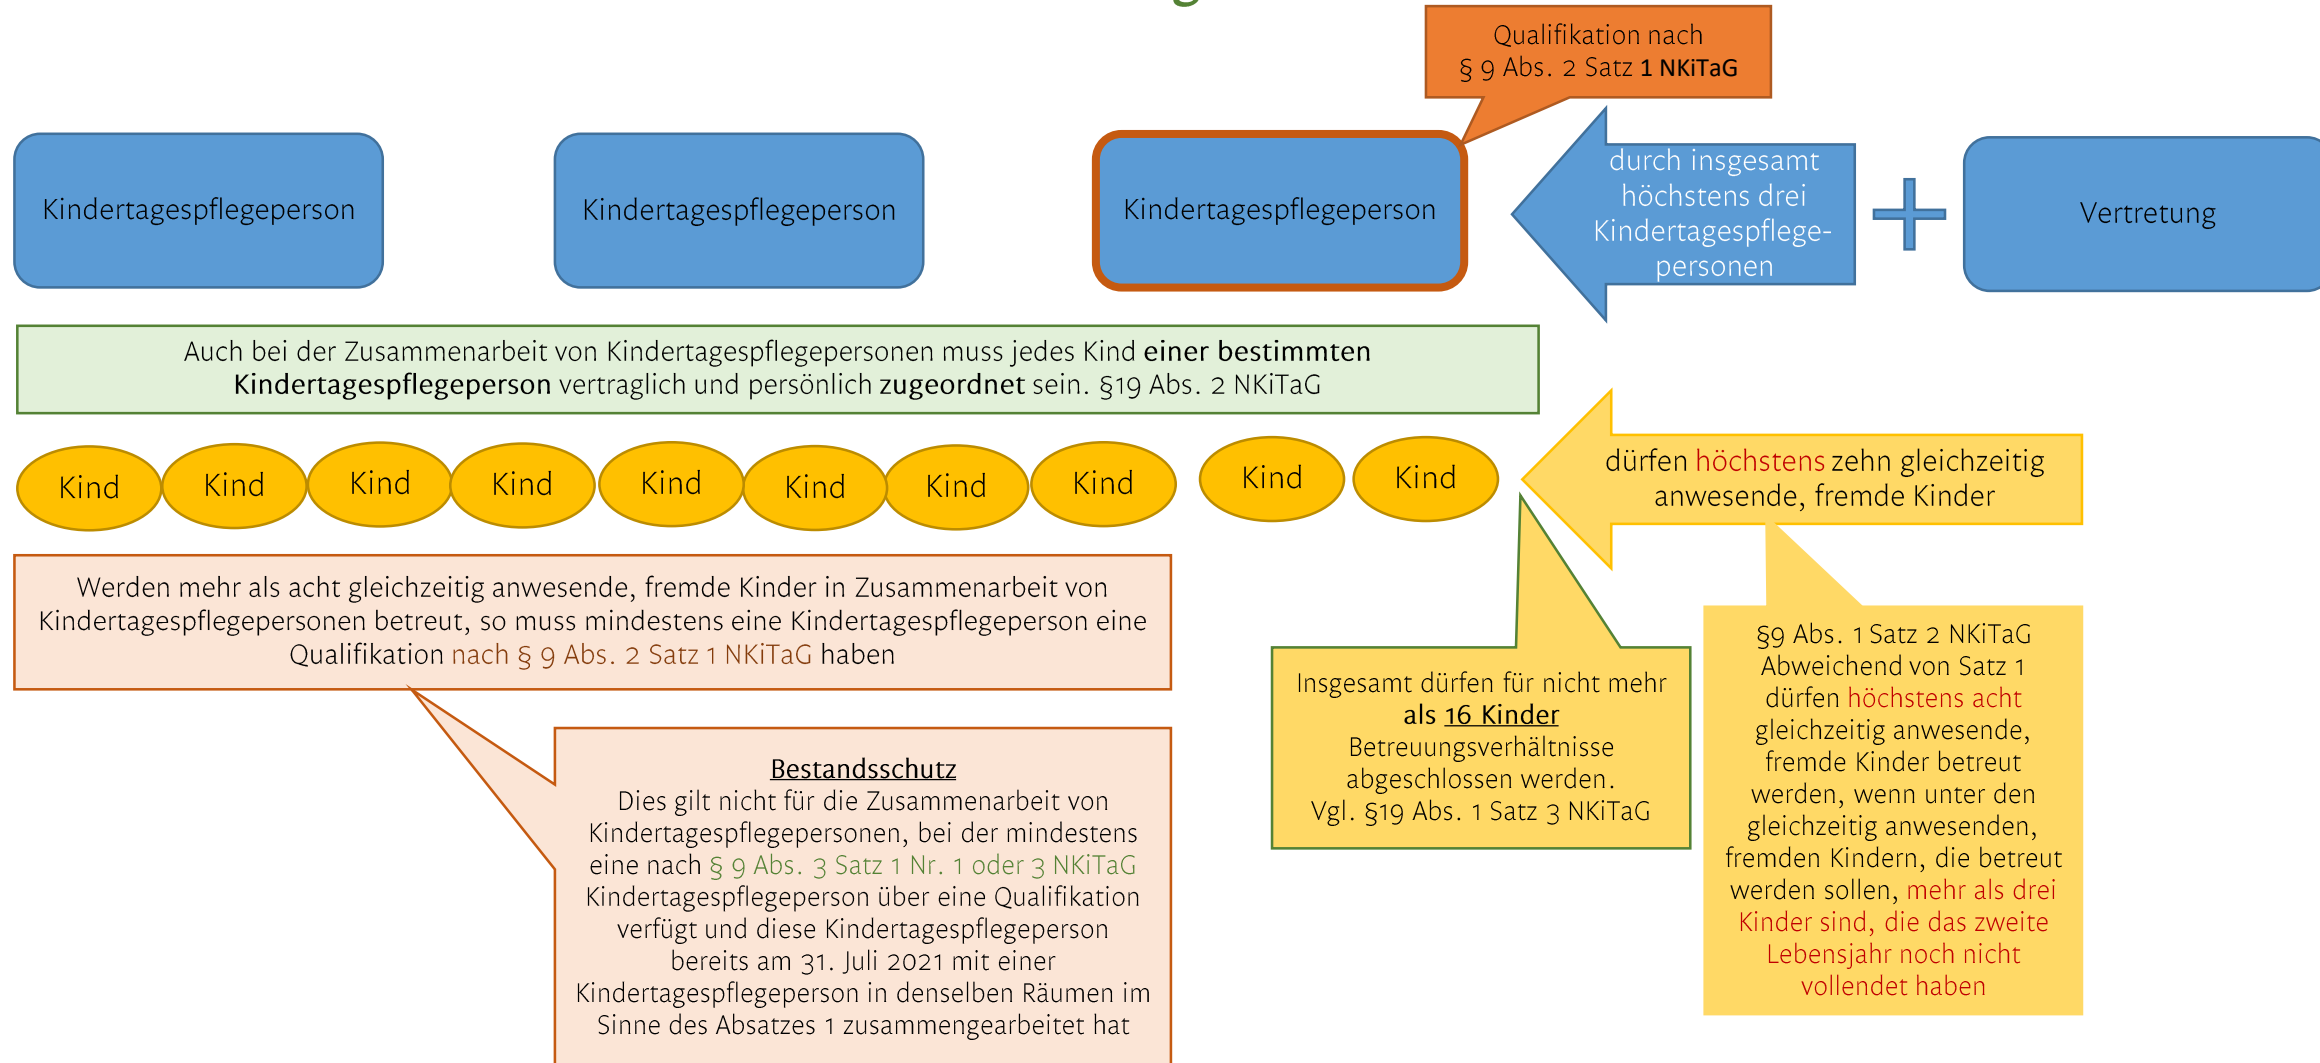 Qualifikation nach
§ 9 Abs. 2 Satz 1 NKiTaG
Kindertagespflegeperson
Kindertagespflegeperson
Kindertagespflegeperson
durch insgesamt
höchstens drei
Kindertagespflege-
personen
Vertretung
Auch bei der Zusammenarbeit von Kindertagespflegepersonen muss jedes Kind einer bestimmten
Kindertagespflegeperson vertraglich und persönlich zugeordnet sein. §19 Abs. 2 NKiTaG
Kind
Kind
Kind
Kind
Kind
Kind
Kind
Kind
Kind
Kind
dürfen höchstens zehn gleichzeitig
anwesende, fremde Kinder
Werden mehr als acht gleichzeitig anwesende, fremde Kinder in Zusammenarbeit von
Kindertagespflegepersonen betreut, so muss mindestens eine Kindertagespflegeperson eine
Qualifikation nach § 9 Abs. 2 Satz 1 NKiTaG haben
Bestandsschutz
Dies gilt nicht für die Zusammenarbeit von
Kindertagespflegepersonen, bei der mindestens
eine nach § 9 Abs. 3 Satz 1 Nr. 1 oder 3 NKiTaG
Kindertagespflegeperson über eine Qualifikation
verfügt und diese Kindertagespflegeperson
bereits am 31. Juli 2021 mit einer
Kindertagespflegeperson in denselben Räumen im
Sinne des Absatzes 1 zusammengearbeitet hat
Insgesamt dürfen für nicht mehr
als 16 Kinder
Betreuungsverhältnisse
abgeschlossen werden.
Vgl. §19 Abs. 1 Satz 3 NKiTaG
§9 Abs. 1 Satz 2 NKiTaG
Abweichend von Satz 1
dürfen höchstens acht
gleichzeitig anwesende,
fremde Kinder betreut
werden, wenn unter den
gleichzeitig anwesenden,
fremden Kindern, die betreut
werden sollen, mehr als drei
Kinder sind, die das zweite
Lebensjahr noch nicht
vollendet haben